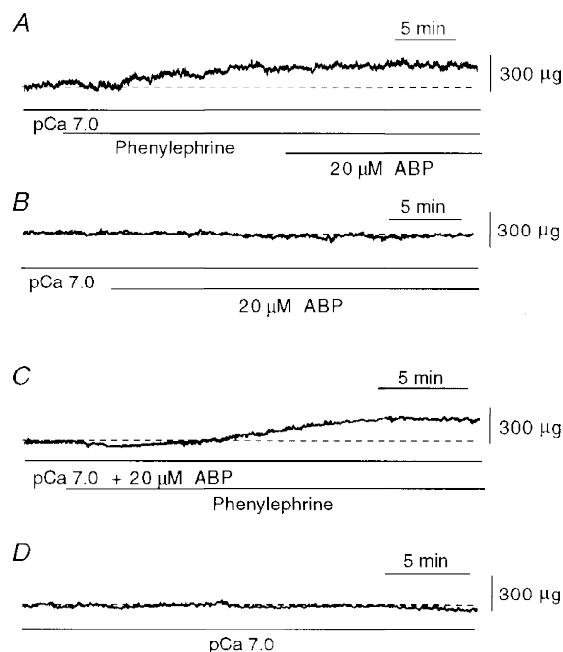 A
5 min
300 µg
pCa 7.0
Phenylephrine
20 µM ABP
B
5 min
300 µg
pCa 7.0
20 µM ABP
C
5 min
300 µg
pCa 7.0 + 20 µM ABP
Phenylephrine
D
5 min
300 µg
pCa 7.0